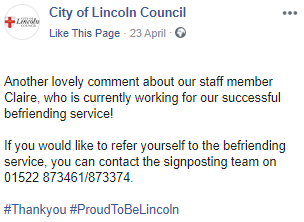 City of Lincoln Council
Like This Page · 23 April ·
Another lovely comment about our staff member
Claire, who is currently working for our successful
befriending service!
If you would like to refer yourself to the befriending
service, you can contact the signposting team on
01522 873461/873374.
#Thankyou #ProudToBeLincoln